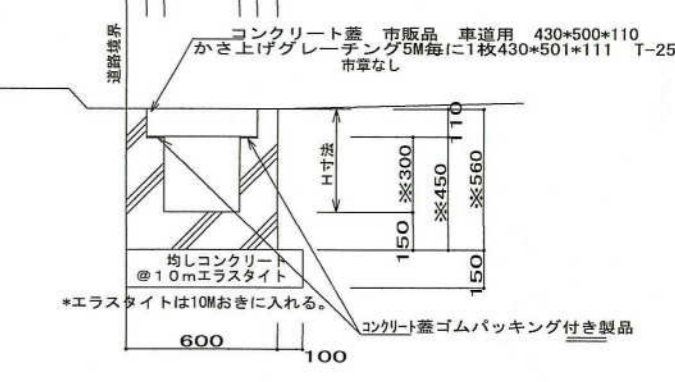 コンクリート蓋 市販品 車道用 430*500*110
かさ上げグレーチング5M毎に1枚430*501*111 T-25
市章なし
道路境界
H寸法
110
※300
※450
※560
150
150
均しコンクリート
@10mエラスタイト
*エラスタイトは10Mおきに入れる。
コンクリート蓋ゴムパッキング付き製品
600
100